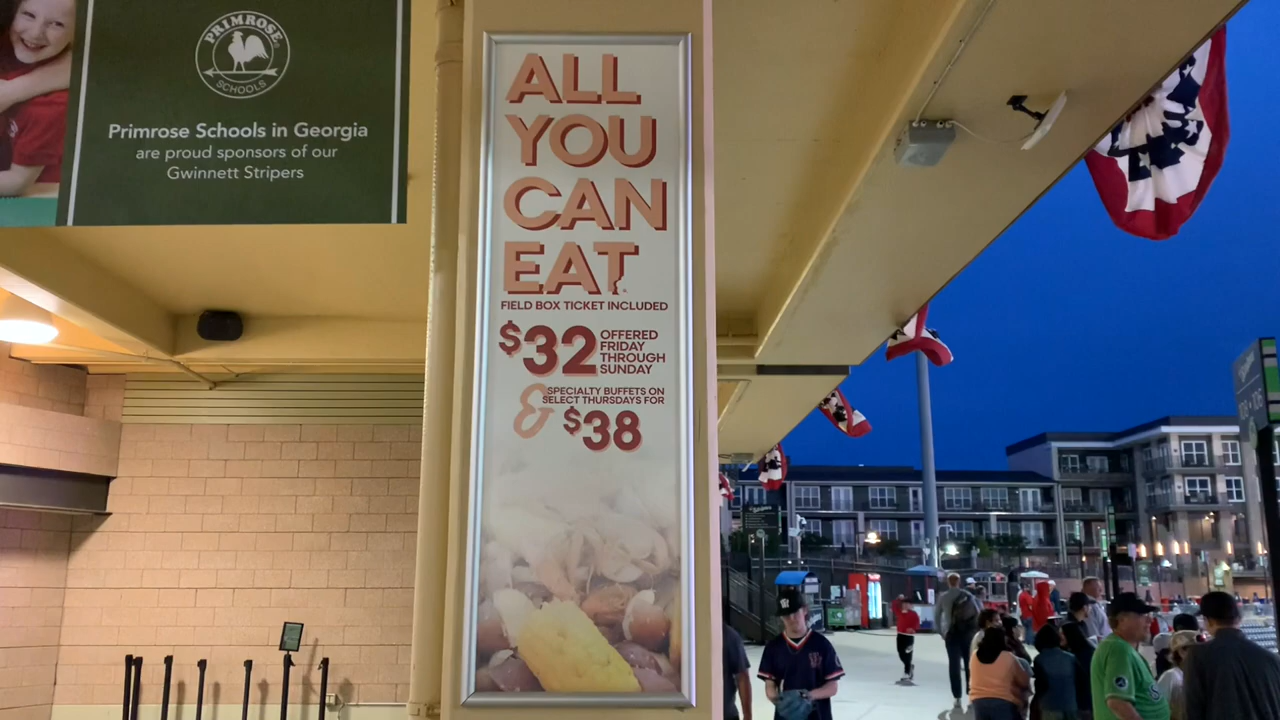 PRIMROSE
SCHOOLS
Primrose Schools in Georgia
are proud sponsors of our
Gwinnett Stripers
ALL
YOU
CAN
EAT
FIELD BOX TICKET INCLUDED
$32 OFFERED
FRIDAY
THROUGH
SUNDAY
& SPECIALTY BUFFETS ON
SELECT THURSDAYS FOR
$38